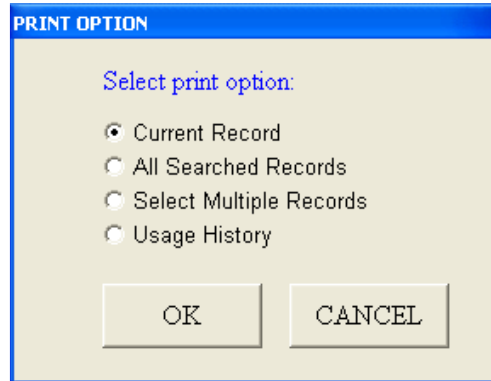 PRINT OPTION
Select print option:
Current Record
All Searched Records
Select Multiple Records
Usage History
OK
CANCEL